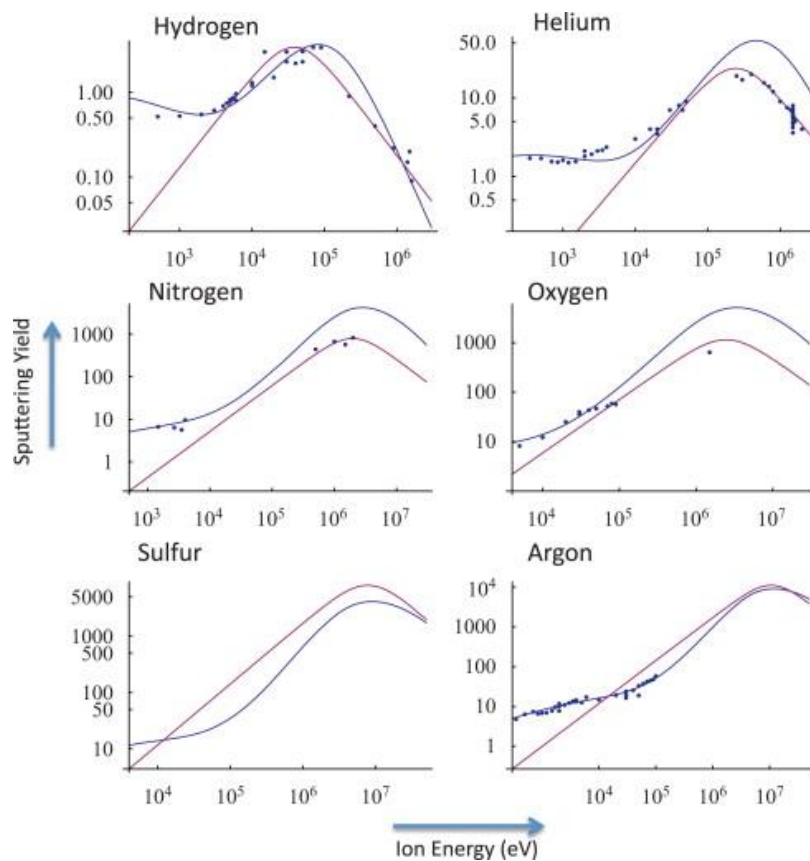 Hydrogen
1.00
0.50
0.10
0.05
10³ 10⁴ 10⁵ 10⁶
Helium
50.0
10.0
5.0
1.0
0.5
10³ 10⁴ 10⁵ 10⁶
Nitrogen
1000
100
10
1
10³ 10⁴ 10⁵ 10⁶ 10⁷
Oxygen
1000
100
10
10⁴ 10⁵ 10⁶ 10⁷
Sulfur
5000
1000
500
100
50
10
10⁴ 10⁵ 10⁶ 10⁷
Argon
10⁴
1000
100
10
1
10⁴ 10⁵ 10⁶ 10⁷
Sputtering Yield
Ion Energy (eV)